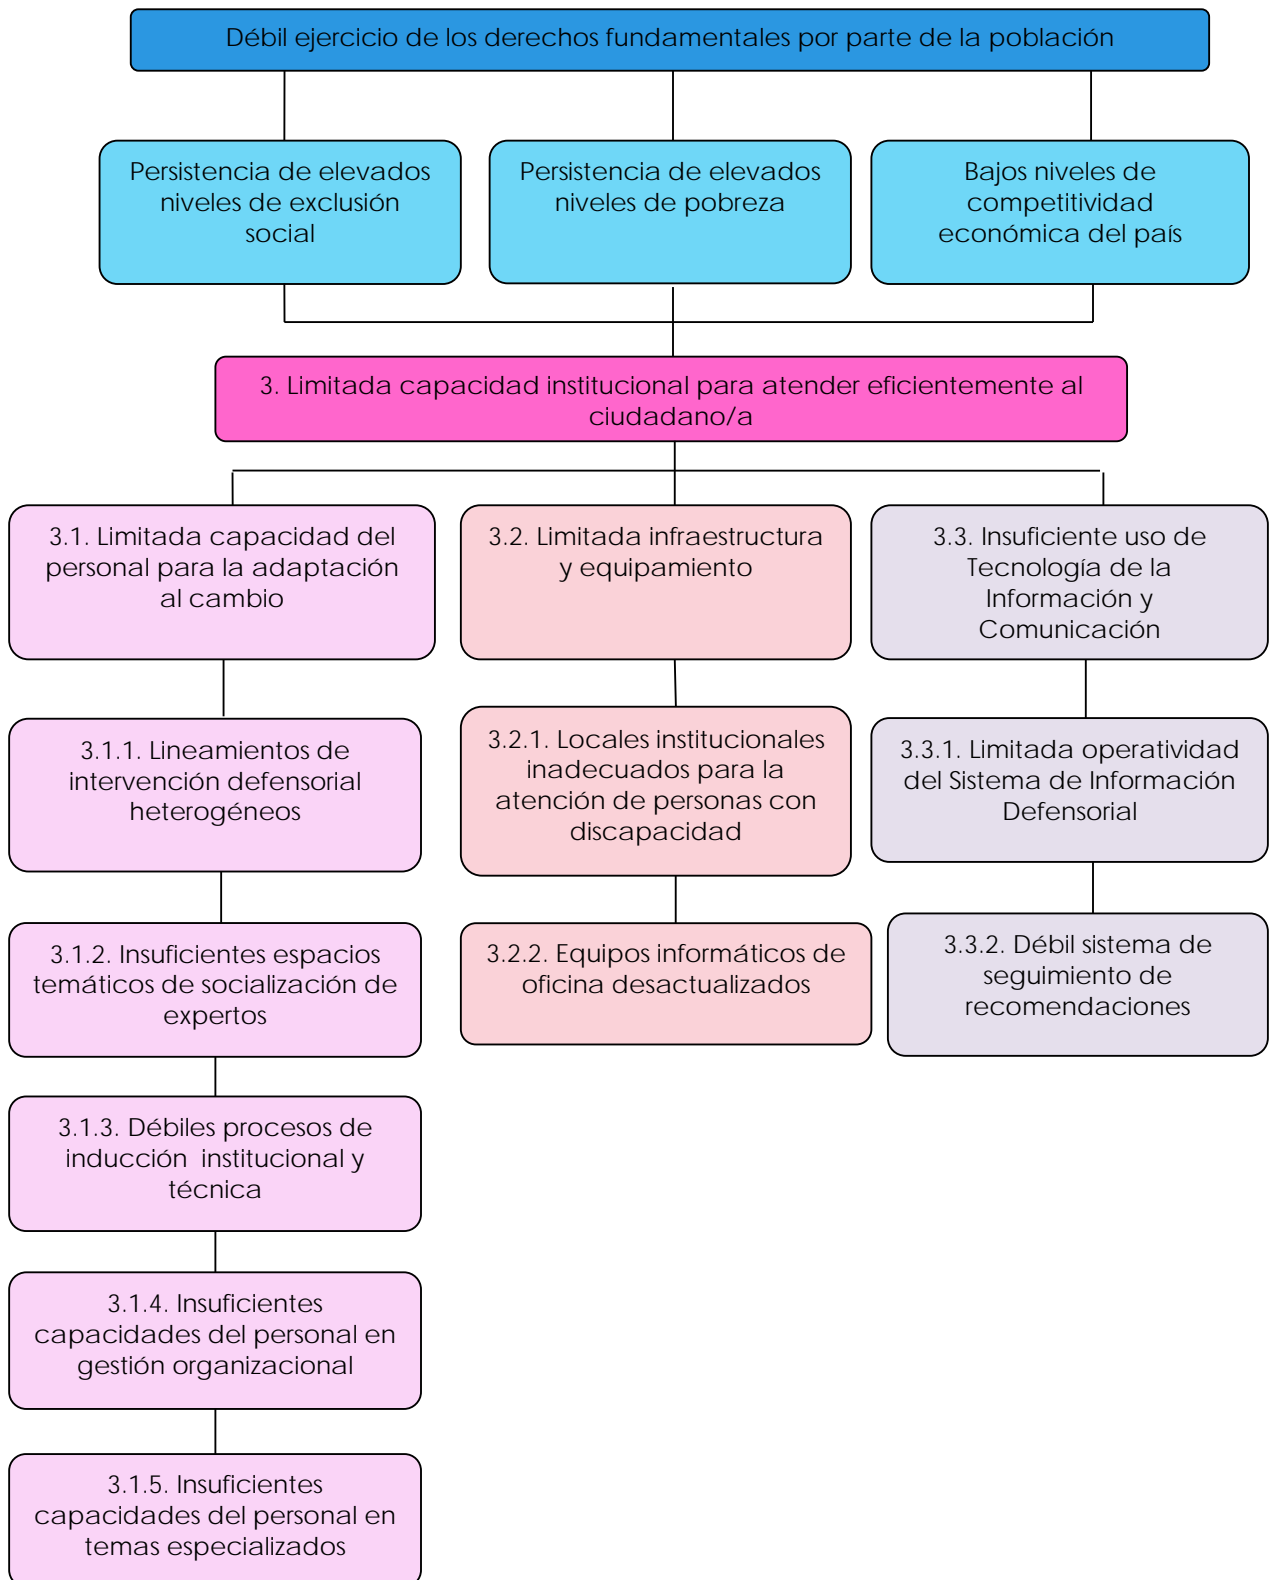 Débil ejercicio de los derechos fundamentales por parte de la población
Persistencia de elevados
niveles de exclusión
social
Persistencia de elevados
niveles de pobreza
Bajos niveles de
competitividad
económica del país
3. Limitada capacidad institucional para atender eficientemente al
ciudadano/a
3.1. Limitada capacidad del
personal para la adaptación
al cambio
3.2. Limitada infraestructura
y equipamiento
3.3. Insuficiente uso de
Tecnología de la
Información y
Comunicación
3.1.1. Lineamientos de
intervención defensorial
heterogéneos
3.2.1. Locales institucionales
inadecuados para la
atención de personas con
discapacidad
3.3.1. Limitada operatividad
del Sistema de Información
Defensorial
3.1.2. Insuficientes espacios
temáticos de socialización de
expertos
3.2.2. Equipos informáticos de
oficina desactualizados
3.3.2. Débil sistema de
seguimiento de
recomendaciones
3.1.3. Débiles procesos de
inducción  institucional y
técnica
3.1.4. Insuficientes
capacidades del personal en
gestión organizacional
3.1.5. Insuficientes
capacidades del personal en
temas especializados